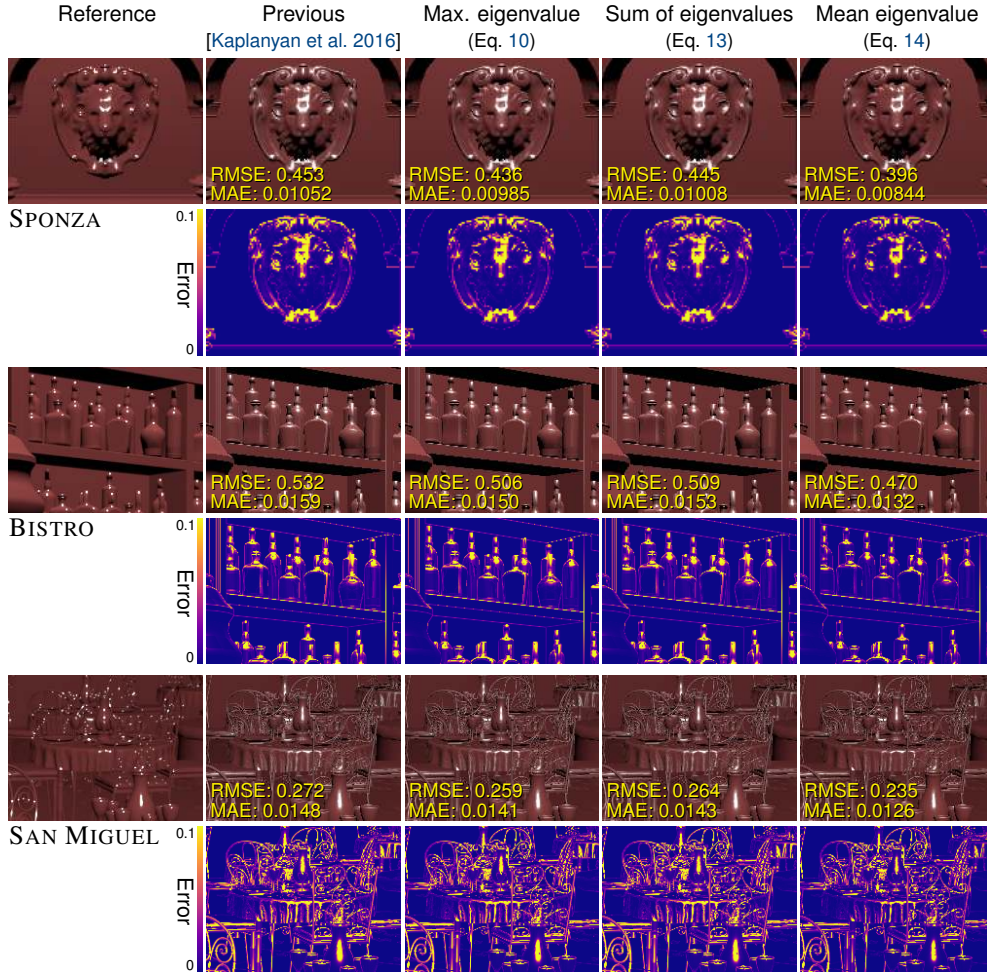 Reference
Previous
[Kaplanyan et al. 2016]
Max. eigenvalue
(Eq. 10)
Sum of eigenvalues
(Eq. 13)
Mean eigenvalue
(Eq. 14)
RMSE: 0.453
MAE: 0.01052
RMSE: 0.436
MAE: 0.00985
RMSE: 0.445
MAE: 0.01008
RMSE: 0.396
MAE: 0.00844
SPONZA
0.1
Error
0
RMSE: 0.532
MAE: 0.0159
RMSE: 0.506
MAE: 0.0150
RMSE: 0.509
MAE: 0.0153
RMSE: 0.470
MAE: 0.0132
BISTRO
0.1
Error
0
RMSE: 0.272
MAE: 0.0148
RMSE: 0.259
MAE: 0.0141
RMSE: 0.264
MAE: 0.0143
RMSE: 0.235
MAE: 0.0126
SAN MIGUEL
0.1
Error
0